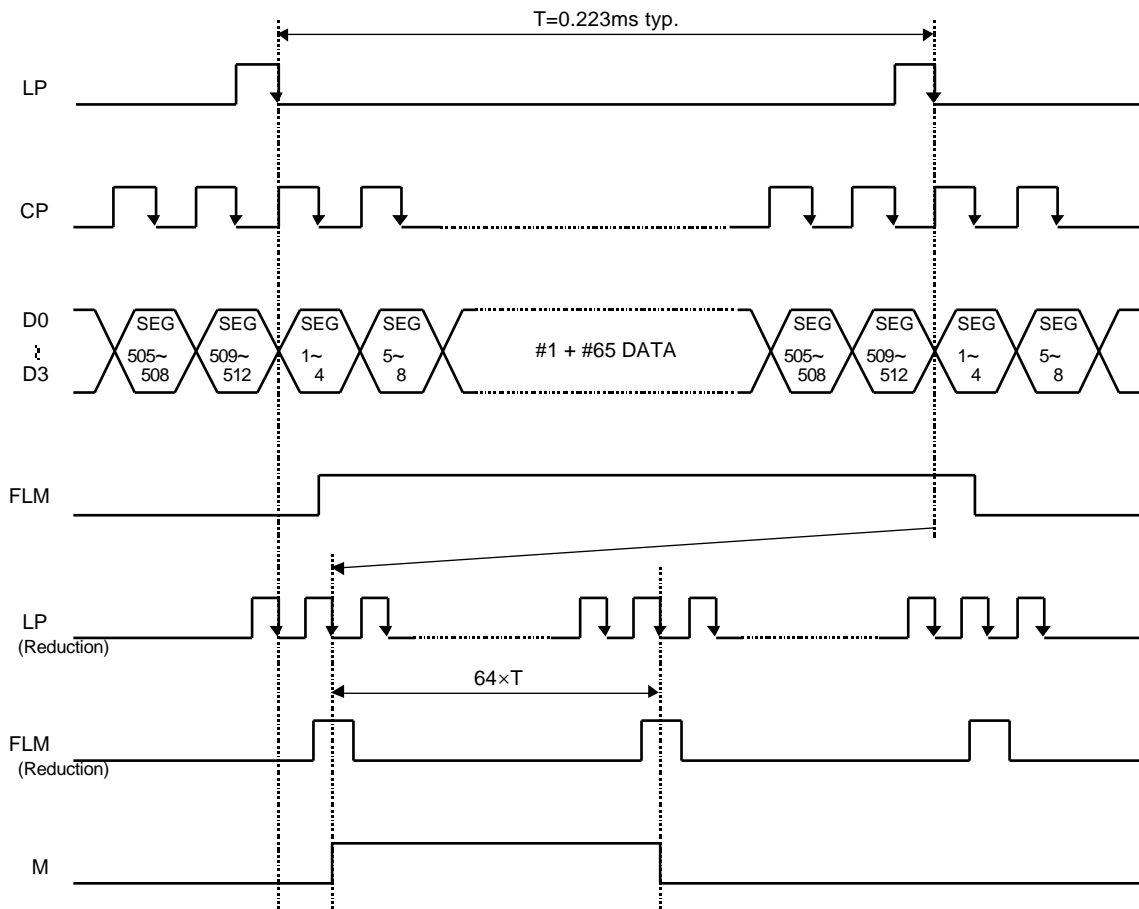 T=0.223ms typ.
LP
CP
D0
~
D3
SEG
505~
508
SEG
509~
512
SEG
1~
4
SEG
5~
8
#1 + #65 DATA
SEG
505~
508
SEG
509~
512
SEG
1~
4
SEG
5~
8
FLM
LP
(Reduction)
64×T
FLM
(Reduction)
M